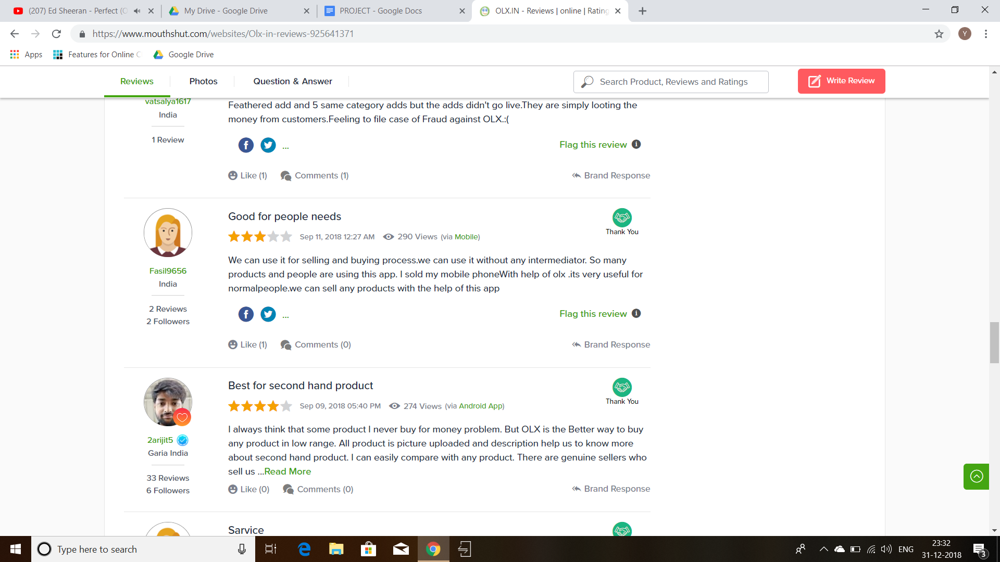 (207) Ed Sheeran - Perfect (O
My Drive - Google Drive
PROJECT - Google Docs
OLX.IN - Reviews | online | Rating
https://www.mouthshut.com/websites/Olx-in-reviews-925641371
Y
Apps
Features for Online C
Google Drive
Reviews
Photos
Question & Answer
Search Product, Reviews and Ratings
Write Review
vatsalya1617
India
1 Review
Feathered add and 5 same category adds but the adds didn't go live.They are simply looting the
money from customers.Feeling to file case of Fraud against OLX.:(
...
Flag this review
Like (1)
Comments (1)
Brand Response
Fasil9656
India
2 Reviews
2 Followers
Good for people needs
Thank You
Sep 11, 2018 12:27 AM
290 Views (via Mobile)
We can use it for selling and buying process.we can use it without any intermediator. So many
products and people are using this app. I sold my mobile phoneWith help of olx .its very useful for
normalpeople.we can sell any products with the help of this app
...
Flag this review
Like (1)
Comments (0)
Brand Response
2arijit5
Garia India
33 Reviews
6 Followers
Best for second hand product
Thank You
Sep 09, 2018 05:40 PM
274 Views (via Android App)
I always think that some product I never buy for money problem. But OLX is the Better way to buy
any product in low range. All product is picture uploaded and description help us to know more
about second hand product. I can easily compare with any product. There are genuine sellers who
sell us ...Read More
Like (0)
Comments (0)
Brand Response
Sarvice
Type here to search
ENG
23:32
31-12-2018
3